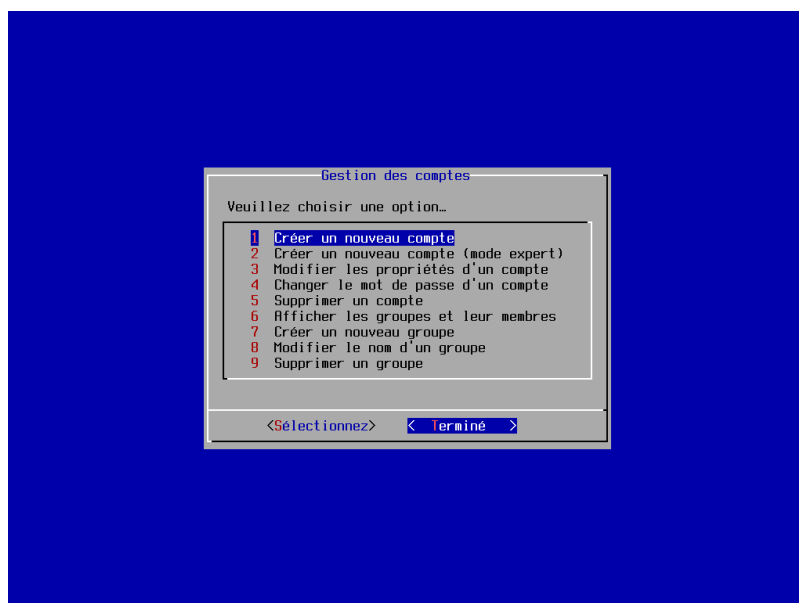 Gestion des comptes
Veuillez choisir une option…
1 Créer un nouveau compte
2 Créer un nouveau compte (mode expert)
3 Modifier les propriétés d'un compte
4 Changer le mot de passe d'un compte
5 Supprimer un compte
6 Afficher les groupes et leur membres
7 Créer un nouveau groupe
8 Modifier le nom d'un groupe
9 Supprimer un groupe
<Sélectionnez> < Terminé >